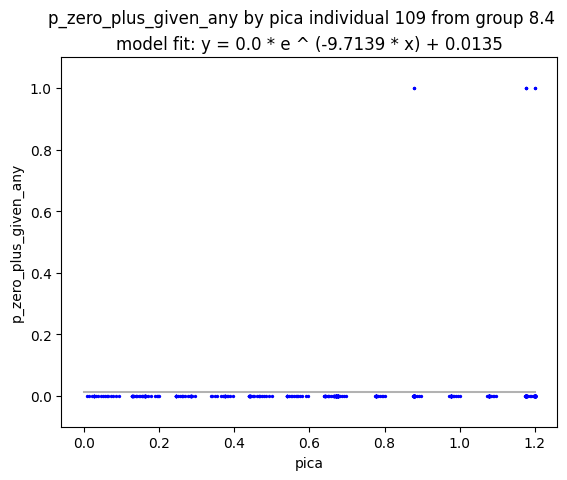 p_zero_plus_given_any by pica individual 109 from group 8.4
model fit: y = 0.0 * e ^ (-9.7139 * x) + 0.0135
1.0
0.8
0.6
0.4
0.2
0.0
p_zero_plus_given_any
0.0 0.2 0.4 0.6 0.8 1.0 1.2
pica